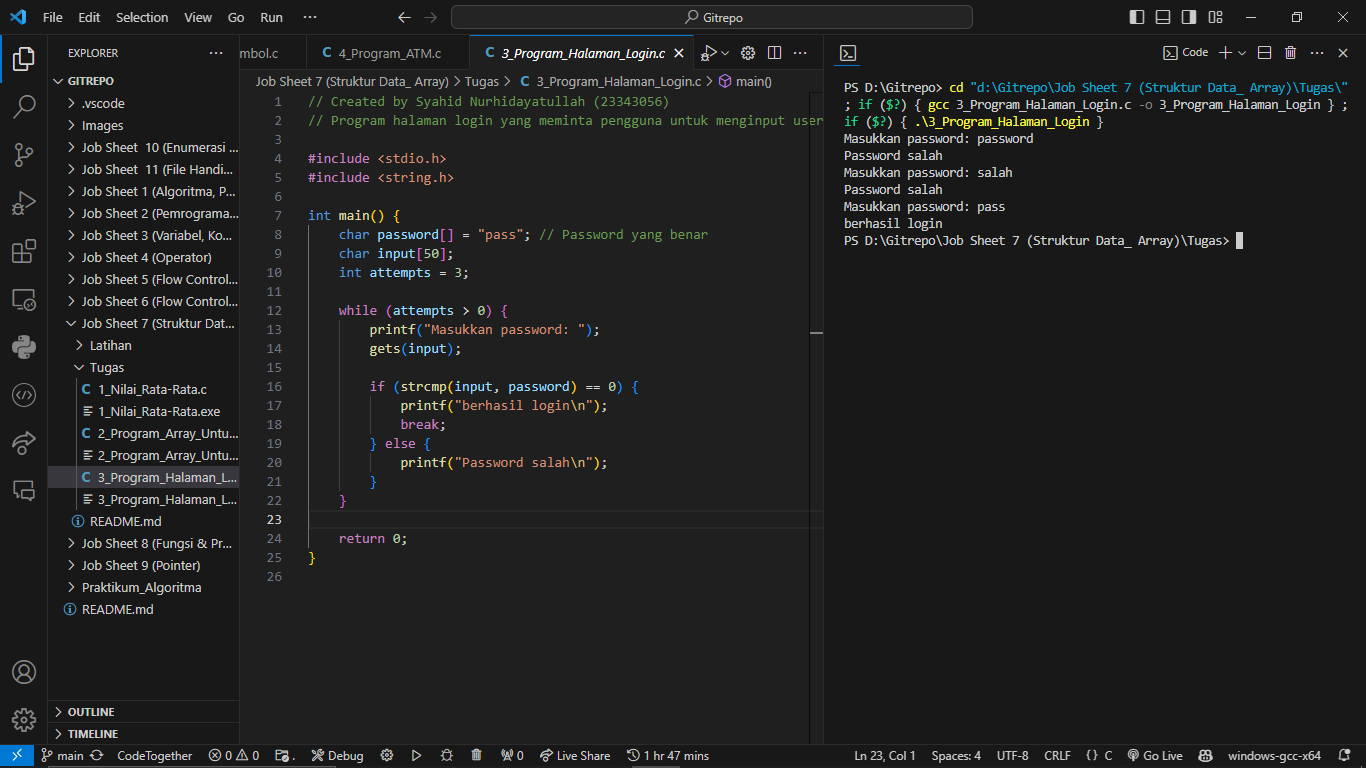 File Edit Selection View Go Run ··· Gitrepo
EXPLORER ···
GITREPO
.vscode
Images
Job Sheet 10 (Enumerasi ...
Job Sheet 11 (File Handi...
Job Sheet 1 (Algoritma, P...
Job Sheet 2 (Pemrograma...
Job Sheet 3 (Variabel, Ko...
Job Sheet 4 (Operator)
Job Sheet 5 (Flow Control...
Job Sheet 6 (Flow Control...
Job Sheet 7 (Struktur Dat...
Latihan
Tugas
C 1_Nilai_Rata-Rata.c
1_Nilai_Rata-Rata.exe
C 2_Program_Array_Untu...
2_Program_Array_Untu...
C 3_Program_Halaman_L...
3_Program_Halaman_L...
README.md
Job Sheet 8 (Fungsi & Pr...
Job Sheet 9 (Pointer)
Praktikum_Algoritma
README.md
OUTLINE
TIMELINE
mbol.c C 4_Program_ATM.c C 3_Program_Halaman_Login.c
Job Sheet 7 (Struktur Data_ Array) > Tugas > C 3_Program_Halaman_Login.c > main()
1 // Created by Syahid Nurhidayatullah (23343056)
2 // Program halaman login yang meminta pengguna untuk menginput user
3
4 #include <stdio.h>
5 #include <string.h>
6
7 int main() {
8 char password[] = "pass"; // Password yang benar
9 char input[50];
10 int attempts = 3;
11
12 while (attempts > 0) {
13 printf("Masukkan password: ");
14 gets(input);
15
16 if (strcmp(input, password) == 0) {
17 printf("berhasil login\n");
18 break;
19 } else {
20 printf("Password salah\n");
21 }
22 }
23
24 return 0;
25 }
26
Code
PS D:\Gitrepo> cd "d:\Gitrepo\Job Sheet 7 (Struktur Data_ Array)\Tugas\"
; if ($?) { gcc 3_Program_Halaman_Login.c -o 3_Program_Halaman_Login } ;
if ($?) { .\3_Program_Halaman_Login }
Masukkan password: password
Password salah
Masukkan password: salah
Password salah
Masukkan password: pass
berhasil login
PS D:\Gitrepo\Job Sheet 7 (Struktur Data_ Array)\Tugas>
main CodeTogether 0 0 Debug 0 Live Share 1 hr 47 mins Ln 23, Col 1 Spaces: 4 UTF-8 CRLF { } C Go Live windows-gcc-x64